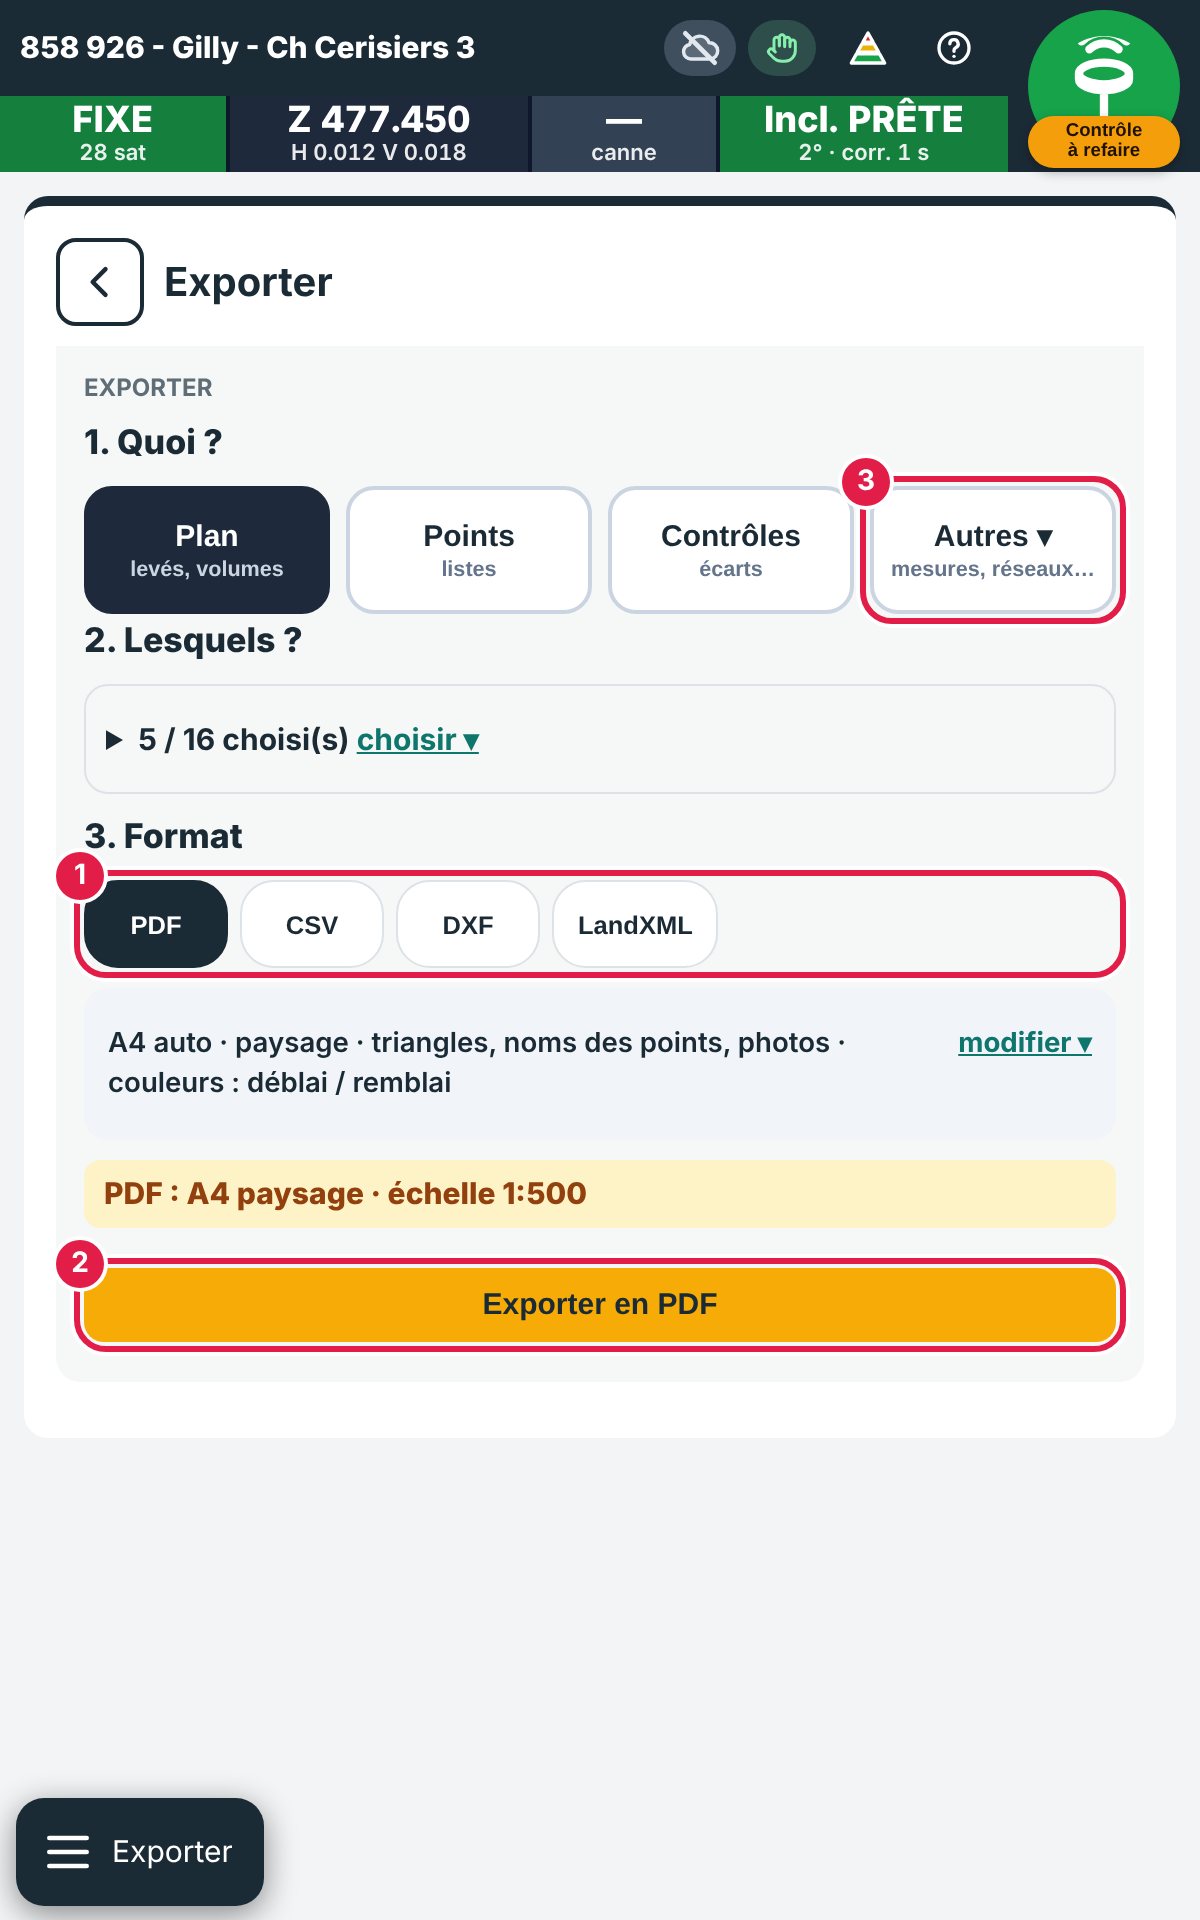 858 926 - Gilly - Ch Cerisiers 3
FIXE
28 sat
Z 477.450
H 0.012 V 0.018
—
canne
Incl. PRÊTE
2° · corr. 1 s
Contrôle
à refaire
Exporter
EXPORTER
1. Quoi ?
Plan
levés, volumes
Points
listes
Contrôles
écarts
3
Autres ▾
mesures, réseaux...
2. Lesquels ?
▶ 5 / 16 choisi(s) choisir ▾
3. Format
1
PDF
CSV
DXF
LandXML
A4 auto · paysage · triangles, noms des points, photos ·
couleurs : déblai / remblai
modifier ▾
PDF : A4 paysage · échelle 1:500
2
Exporter en PDF
Exporter